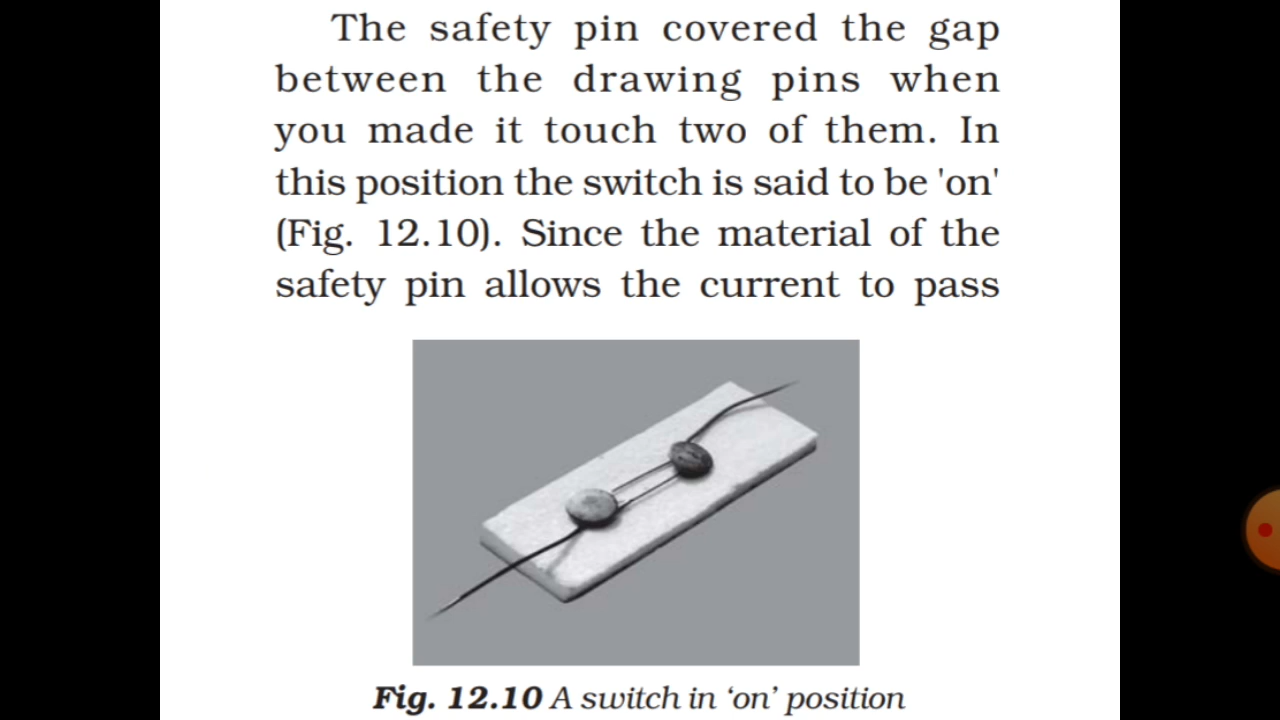 The safety pin covered the gap
between the drawing pins when
you made it touch two of them. In
this position the switch is said to be 'on'
(Fig. 12.10). Since the material of the
safety pin allows the current to pass
Fig. 12.10 A switch in ‘on’ position